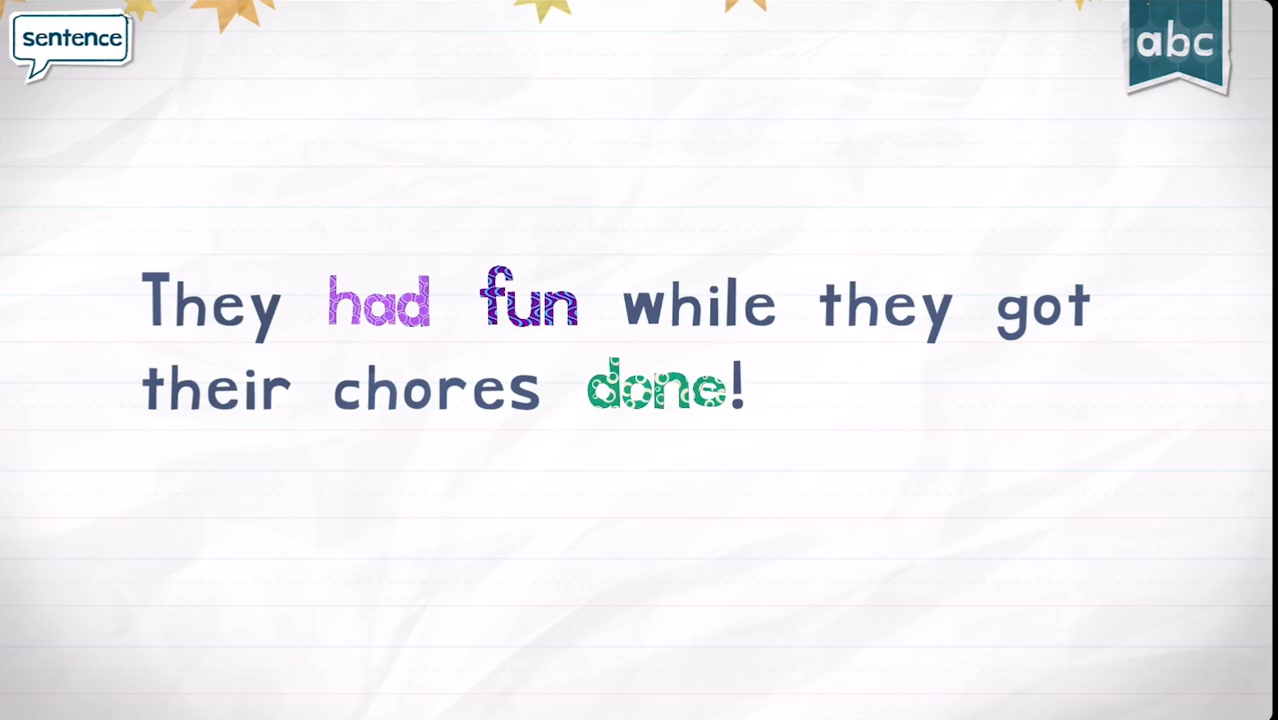 sentence
abc
They had fun while they got
their chores done!